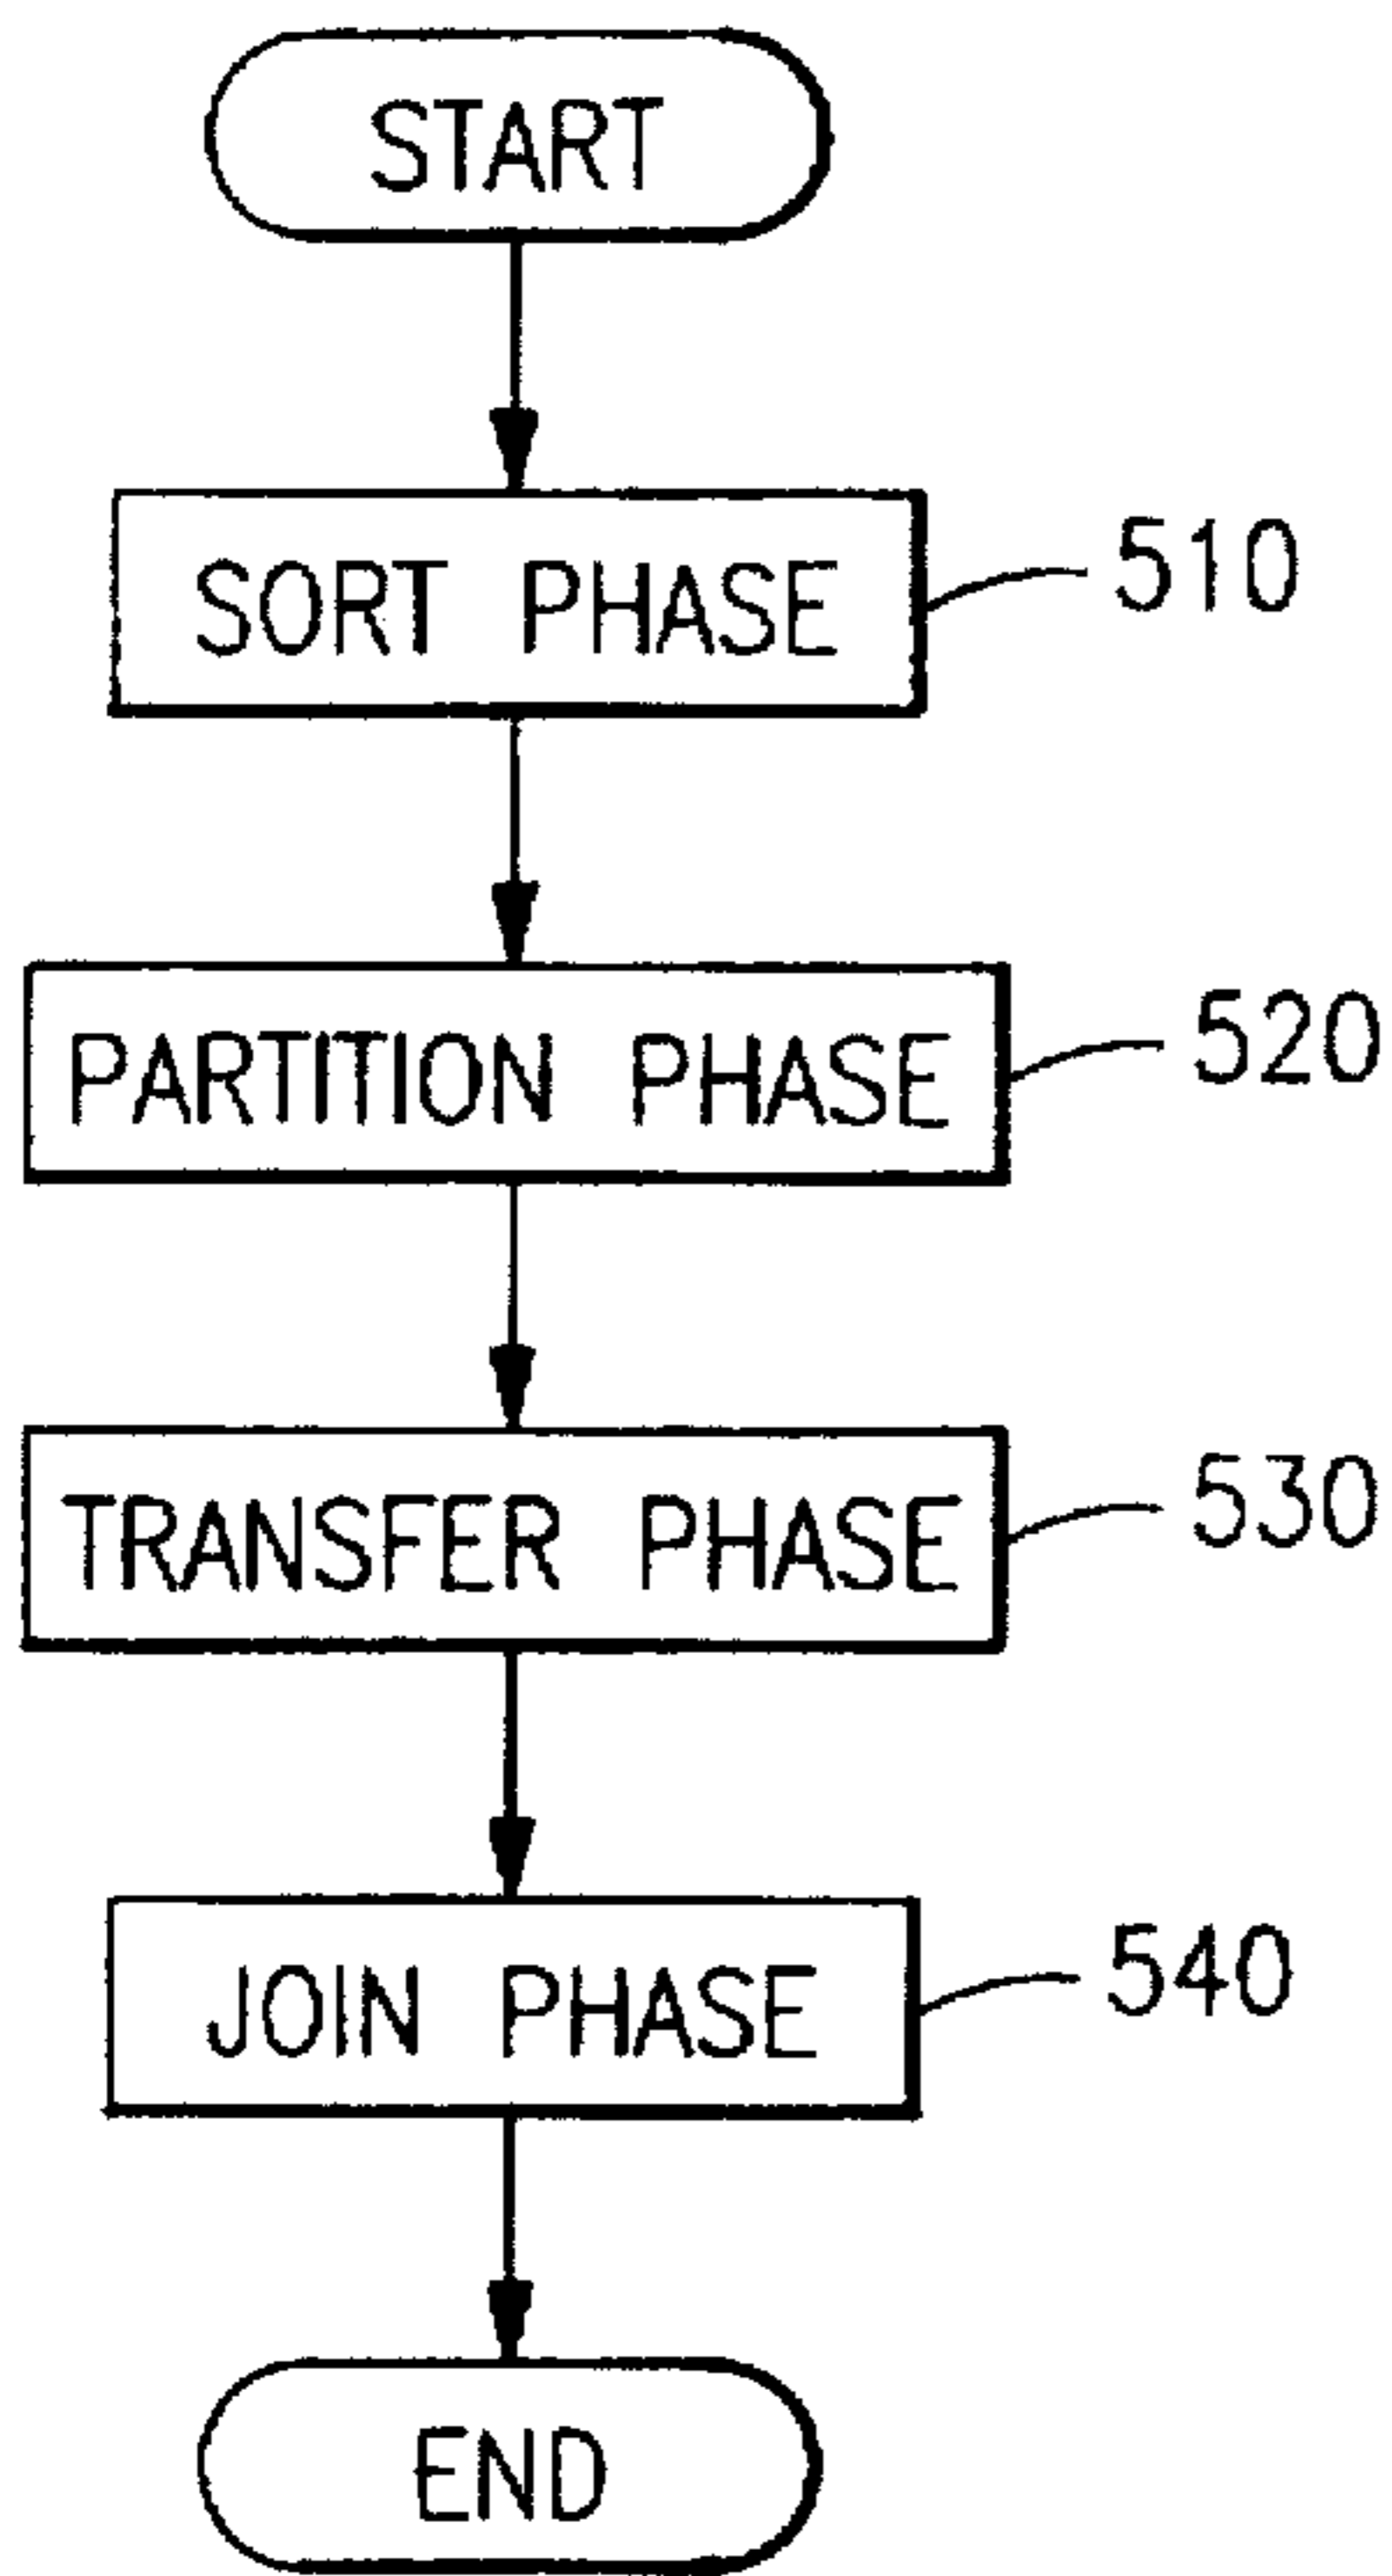 START
SORT PHASE
510
PARTITION PHASE
520
TRANSFER PHASE
530
JOIN PHASE
540
END